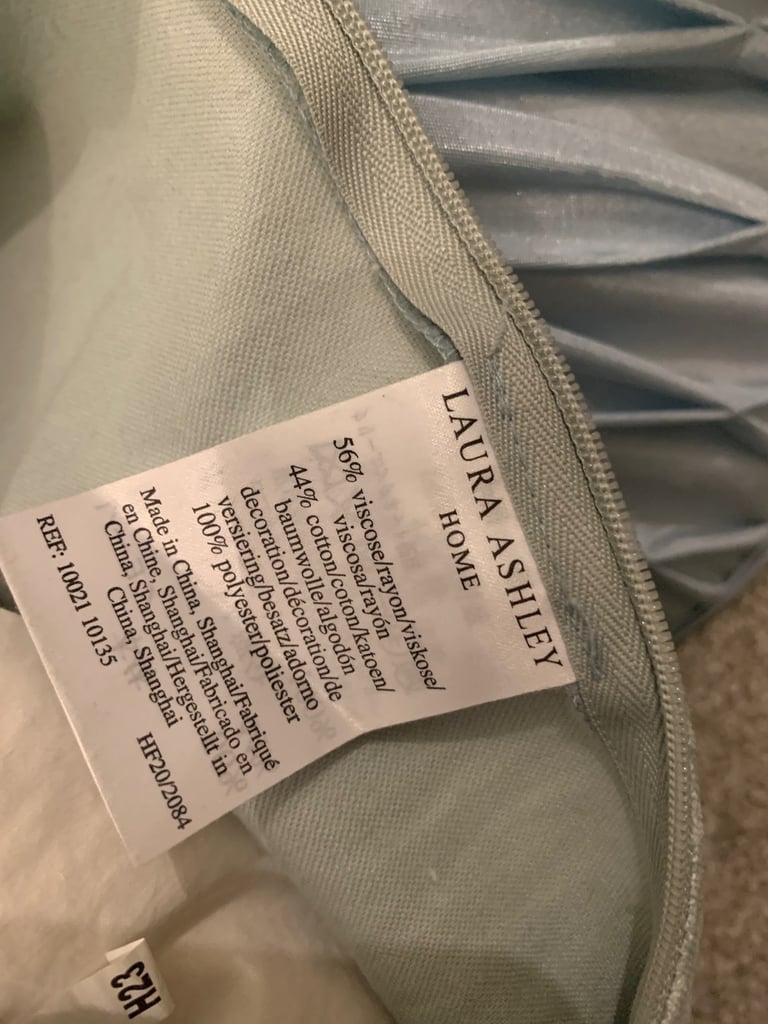 LAURA ASHLEY
HOME
56% viscose/rayon/viskose/
viscosa/rayón
44% cotton/coton/katoen/
baumwolle/algodón
decoration/décoration/de
versiering/besatz/adorno
100% polyester/poliester
Made in China, Shanghai/Fabriqué
en Chine, Shanghai/Fabricado en
China, Shanghai/Hergestellt in
China, Shanghai
REF: 10021 10135 HF20/2084
H23